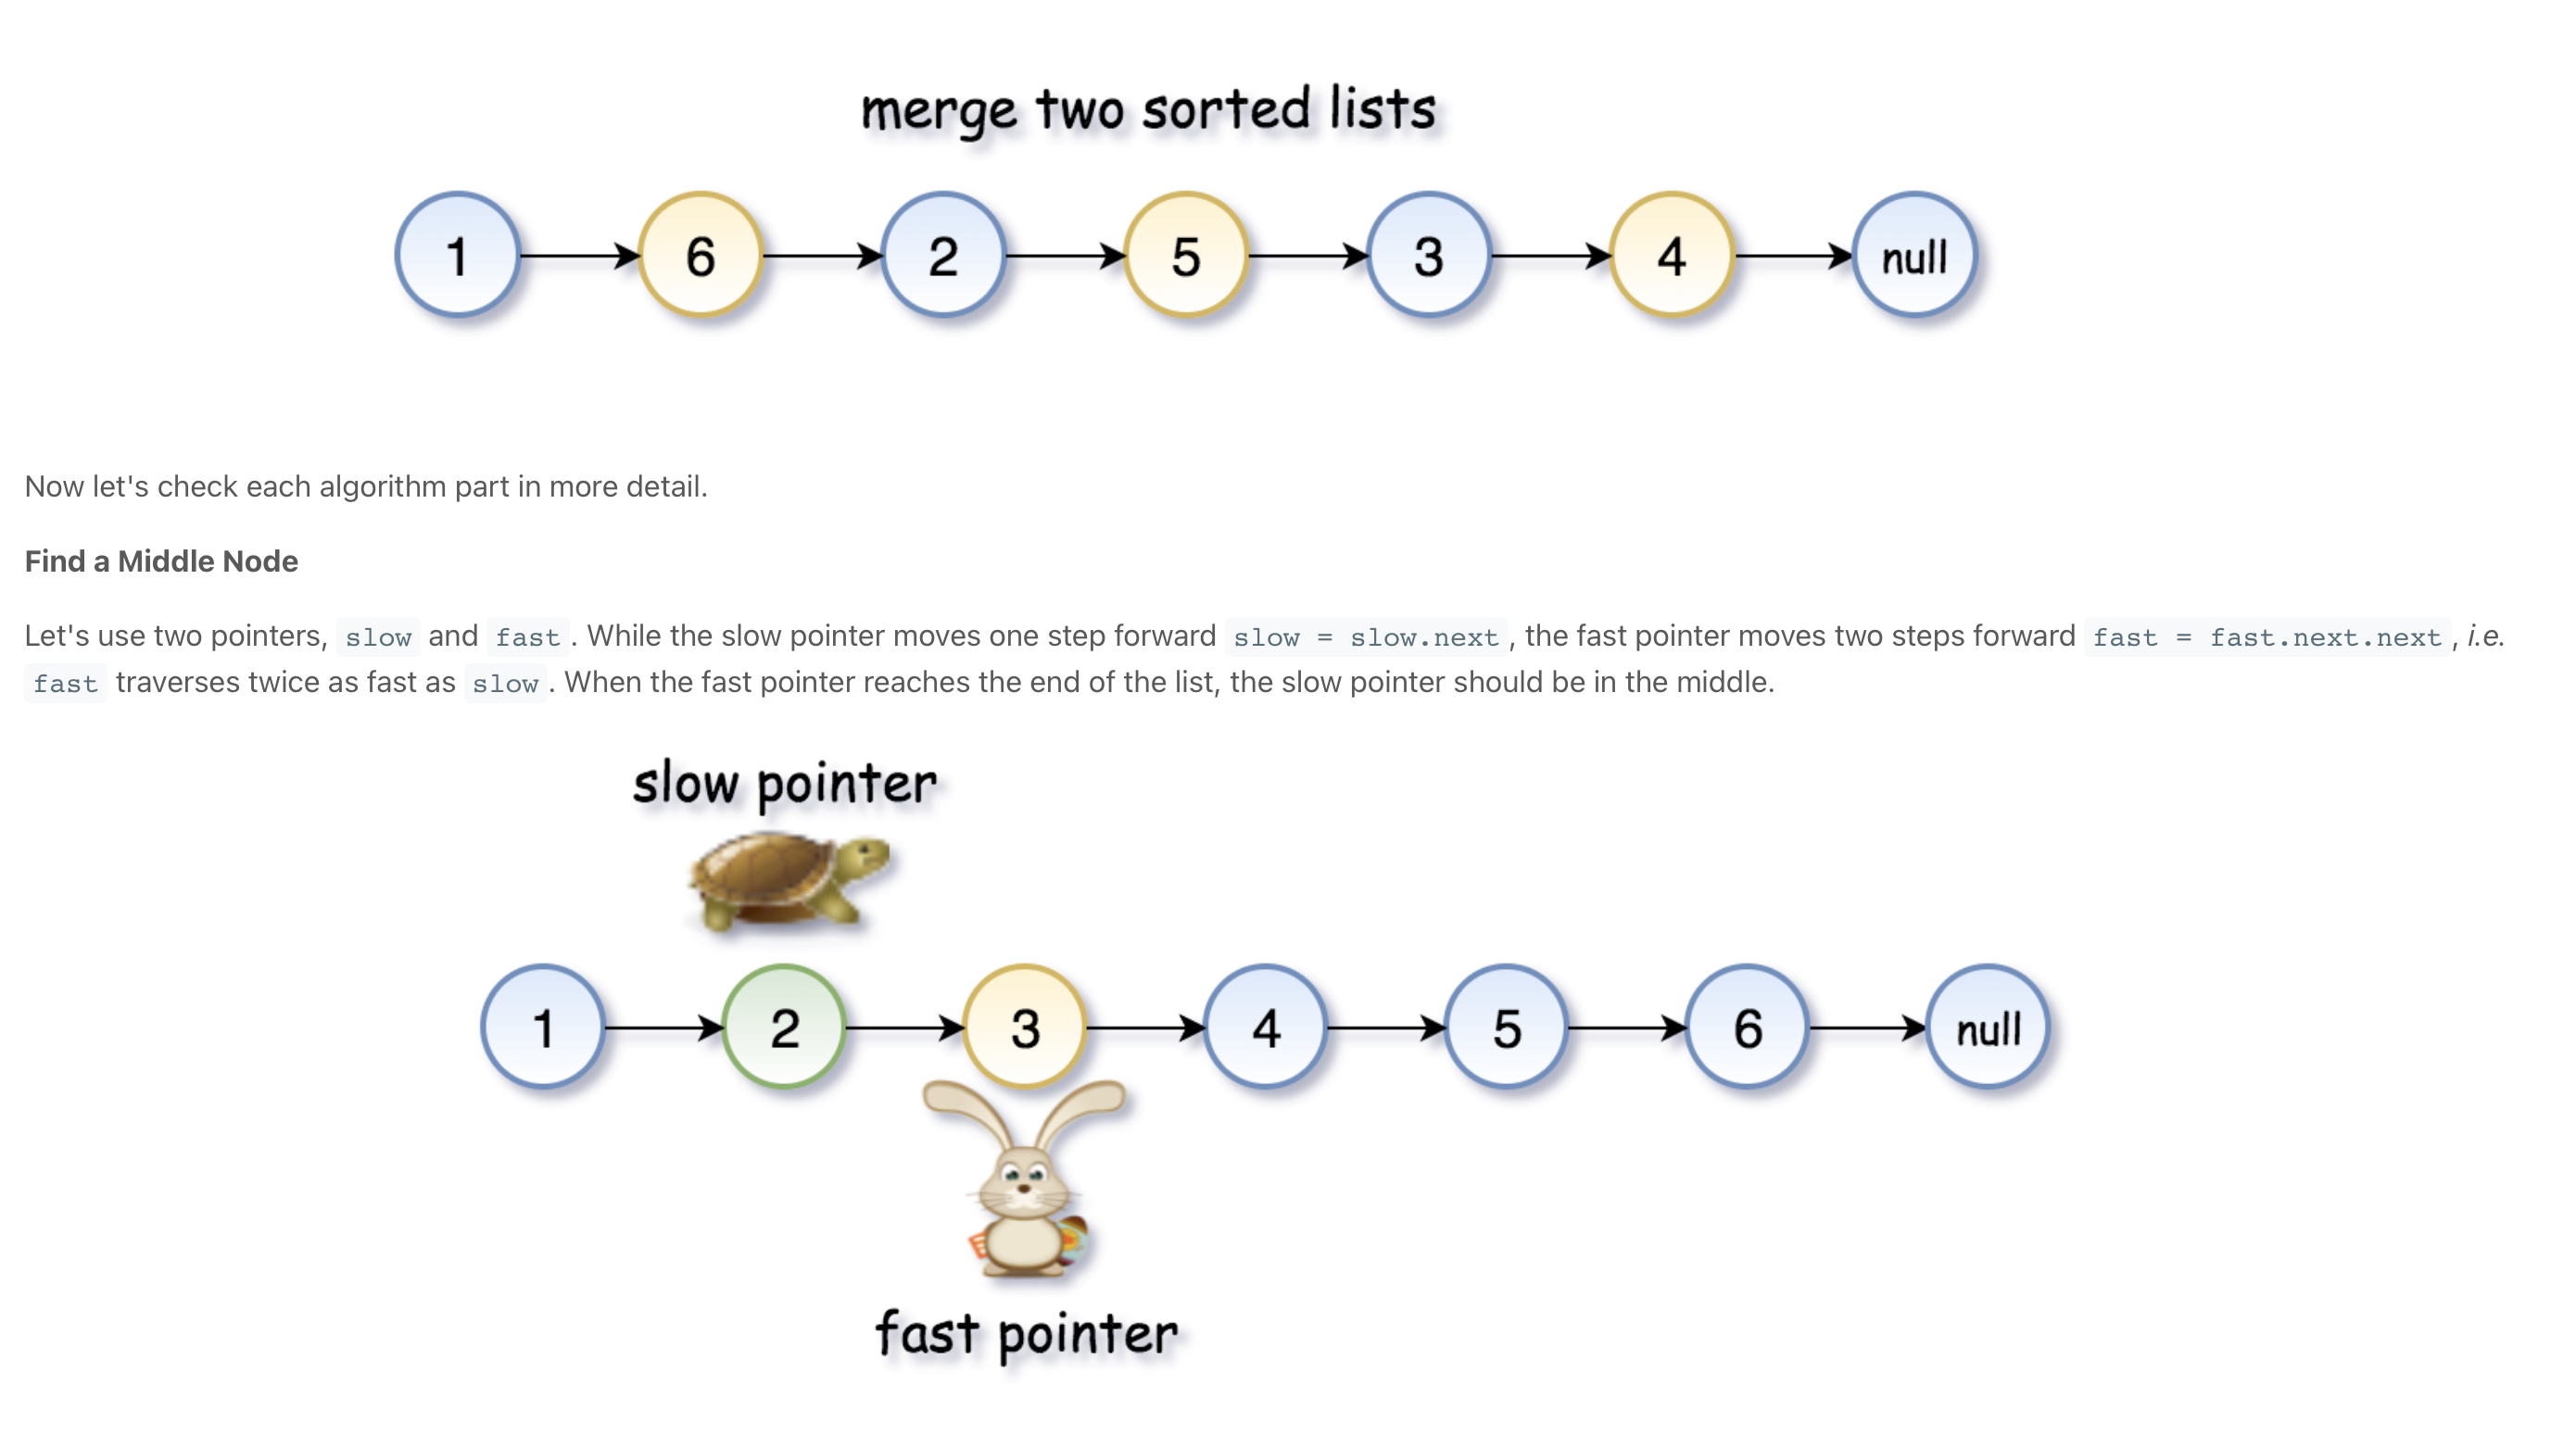 merge two sorted lists
1 6 2 5 3 4 null
Now let's check each algorithm part in more detail.
Find a Middle Node
Let's use two pointers, slow and fast. While the slow pointer moves one step forward slow = slow.next, the fast pointer moves two steps forward fast = fast.next.next, i.e.
fast traverses twice as fast as slow. When the fast pointer reaches the end of the list, the slow pointer should be in the middle.
slow pointer
1 2 3 4 5 6 null
fast pointer